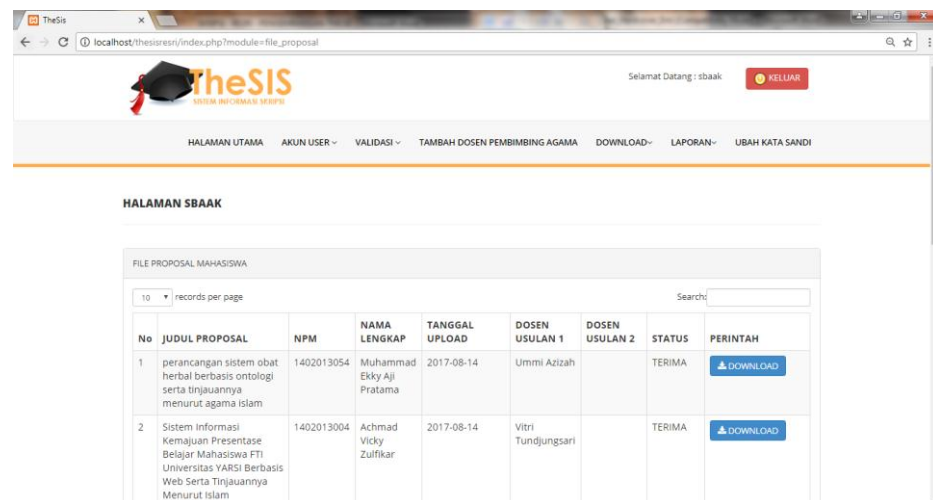 TheSis
localhost/thesisresri/index.php?module=file_proposal
TheSIS
SISTEM INFORMASI SKRIPSI
Selamat Datang : sbaak
KELUAR
HALAMAN UTAMA AKUN USER VALIDASI TAMBAH DOSEN PEMBIMBING AGAMA DOWNLOAD LAPORAN UBAH KATA SANDI
HALAMAN SBAAK
FILE PROPOSAL MAHASISWA
10 records per page
Search:
No JUDUL PROPOSAL NPM NAMA LENGKAP TANGGAL UPLOAD DOSEN USULAN 1 DOSEN USULAN 2 STATUS PERINTAH
1 perancangan sistem obat 1402013054 Muhammad 2017-08-14 Ummi Azizah TERIMA DOWNLOAD
herbal berbasis ontologi Ekky Aji
serta tinjauannya Pratama
menurut agama islam
2 Sistem Informasi 1402013004 Achmad 2017-08-14 Vitri TERIMA DOWNLOAD
Kemajuan Presentase Vicky Tundjungsari
Belajar Mahasiswa FTI Zulfikar
Universitas YARSI Berbasis
Web Serta Tinjauannya
Menurut Islam